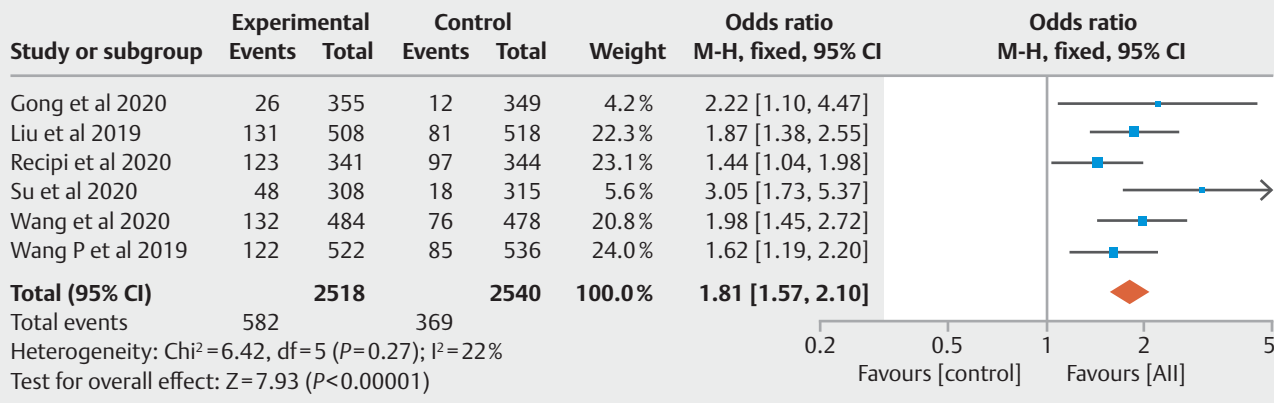 Experimental Control Odds ratio Odds ratio
Study or subgroup Events Total Events Total Weight M-H, fixed, 95% CI M-H, fixed, 95% CI
Gong et al 2020 26 355 12 349 4.2% 2.22 [1.10, 4.47]
Liu et al 2019 131 508 81 518 22.3% 1.87 [1.38, 2.55]
Recipi et al 2020 123 341 97 344 23.1% 1.44 [1.04, 1.98]
Su et al 2020 48 308 18 315 5.6% 3.05 [1.73, 5.37]
Wang et al 2020 132 484 76 478 20.8% 1.98 [1.45, 2.72]
Wang P et al 2019 122 522 85 536 24.0% 1.62 [1.19, 2.20]
Total (95% CI) 2518 2540 100.0% 1.81 [1.57, 2.10]
Total events 582 369
Heterogeneity: Chi²=6.42, df=5 (P=0.27); I²=22%
Test for overall effect: Z=7.93 (P<0.00001)
0.2 0.5 1 2 5
Favours [control] Favours [AII]